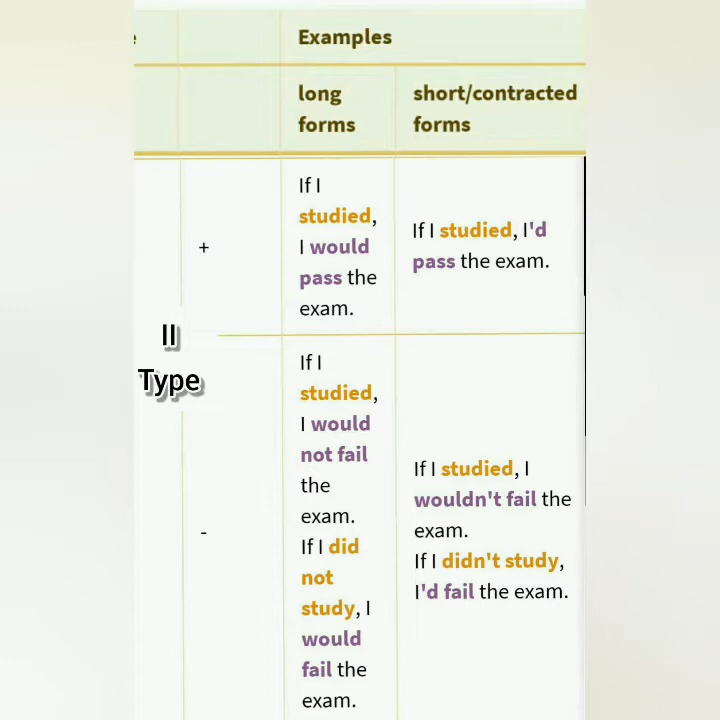 Examples
long
forms
short/contracted
forms
+
If I
studied,
I would
pass the
exam.
If I studied, I'd
pass the exam.
II
Type
-
If I
studied,
I would
not fail
the
exam.
If I did
not
study, I
would
fail the
exam.
If I studied, I
wouldn't fail the
exam.
If I didn't study,
I'd fail the exam.